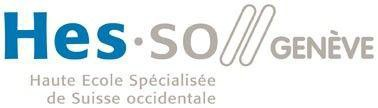 Hes·so GENÈVE
Haute Ecole Spécialisée
de Suisse occidentale